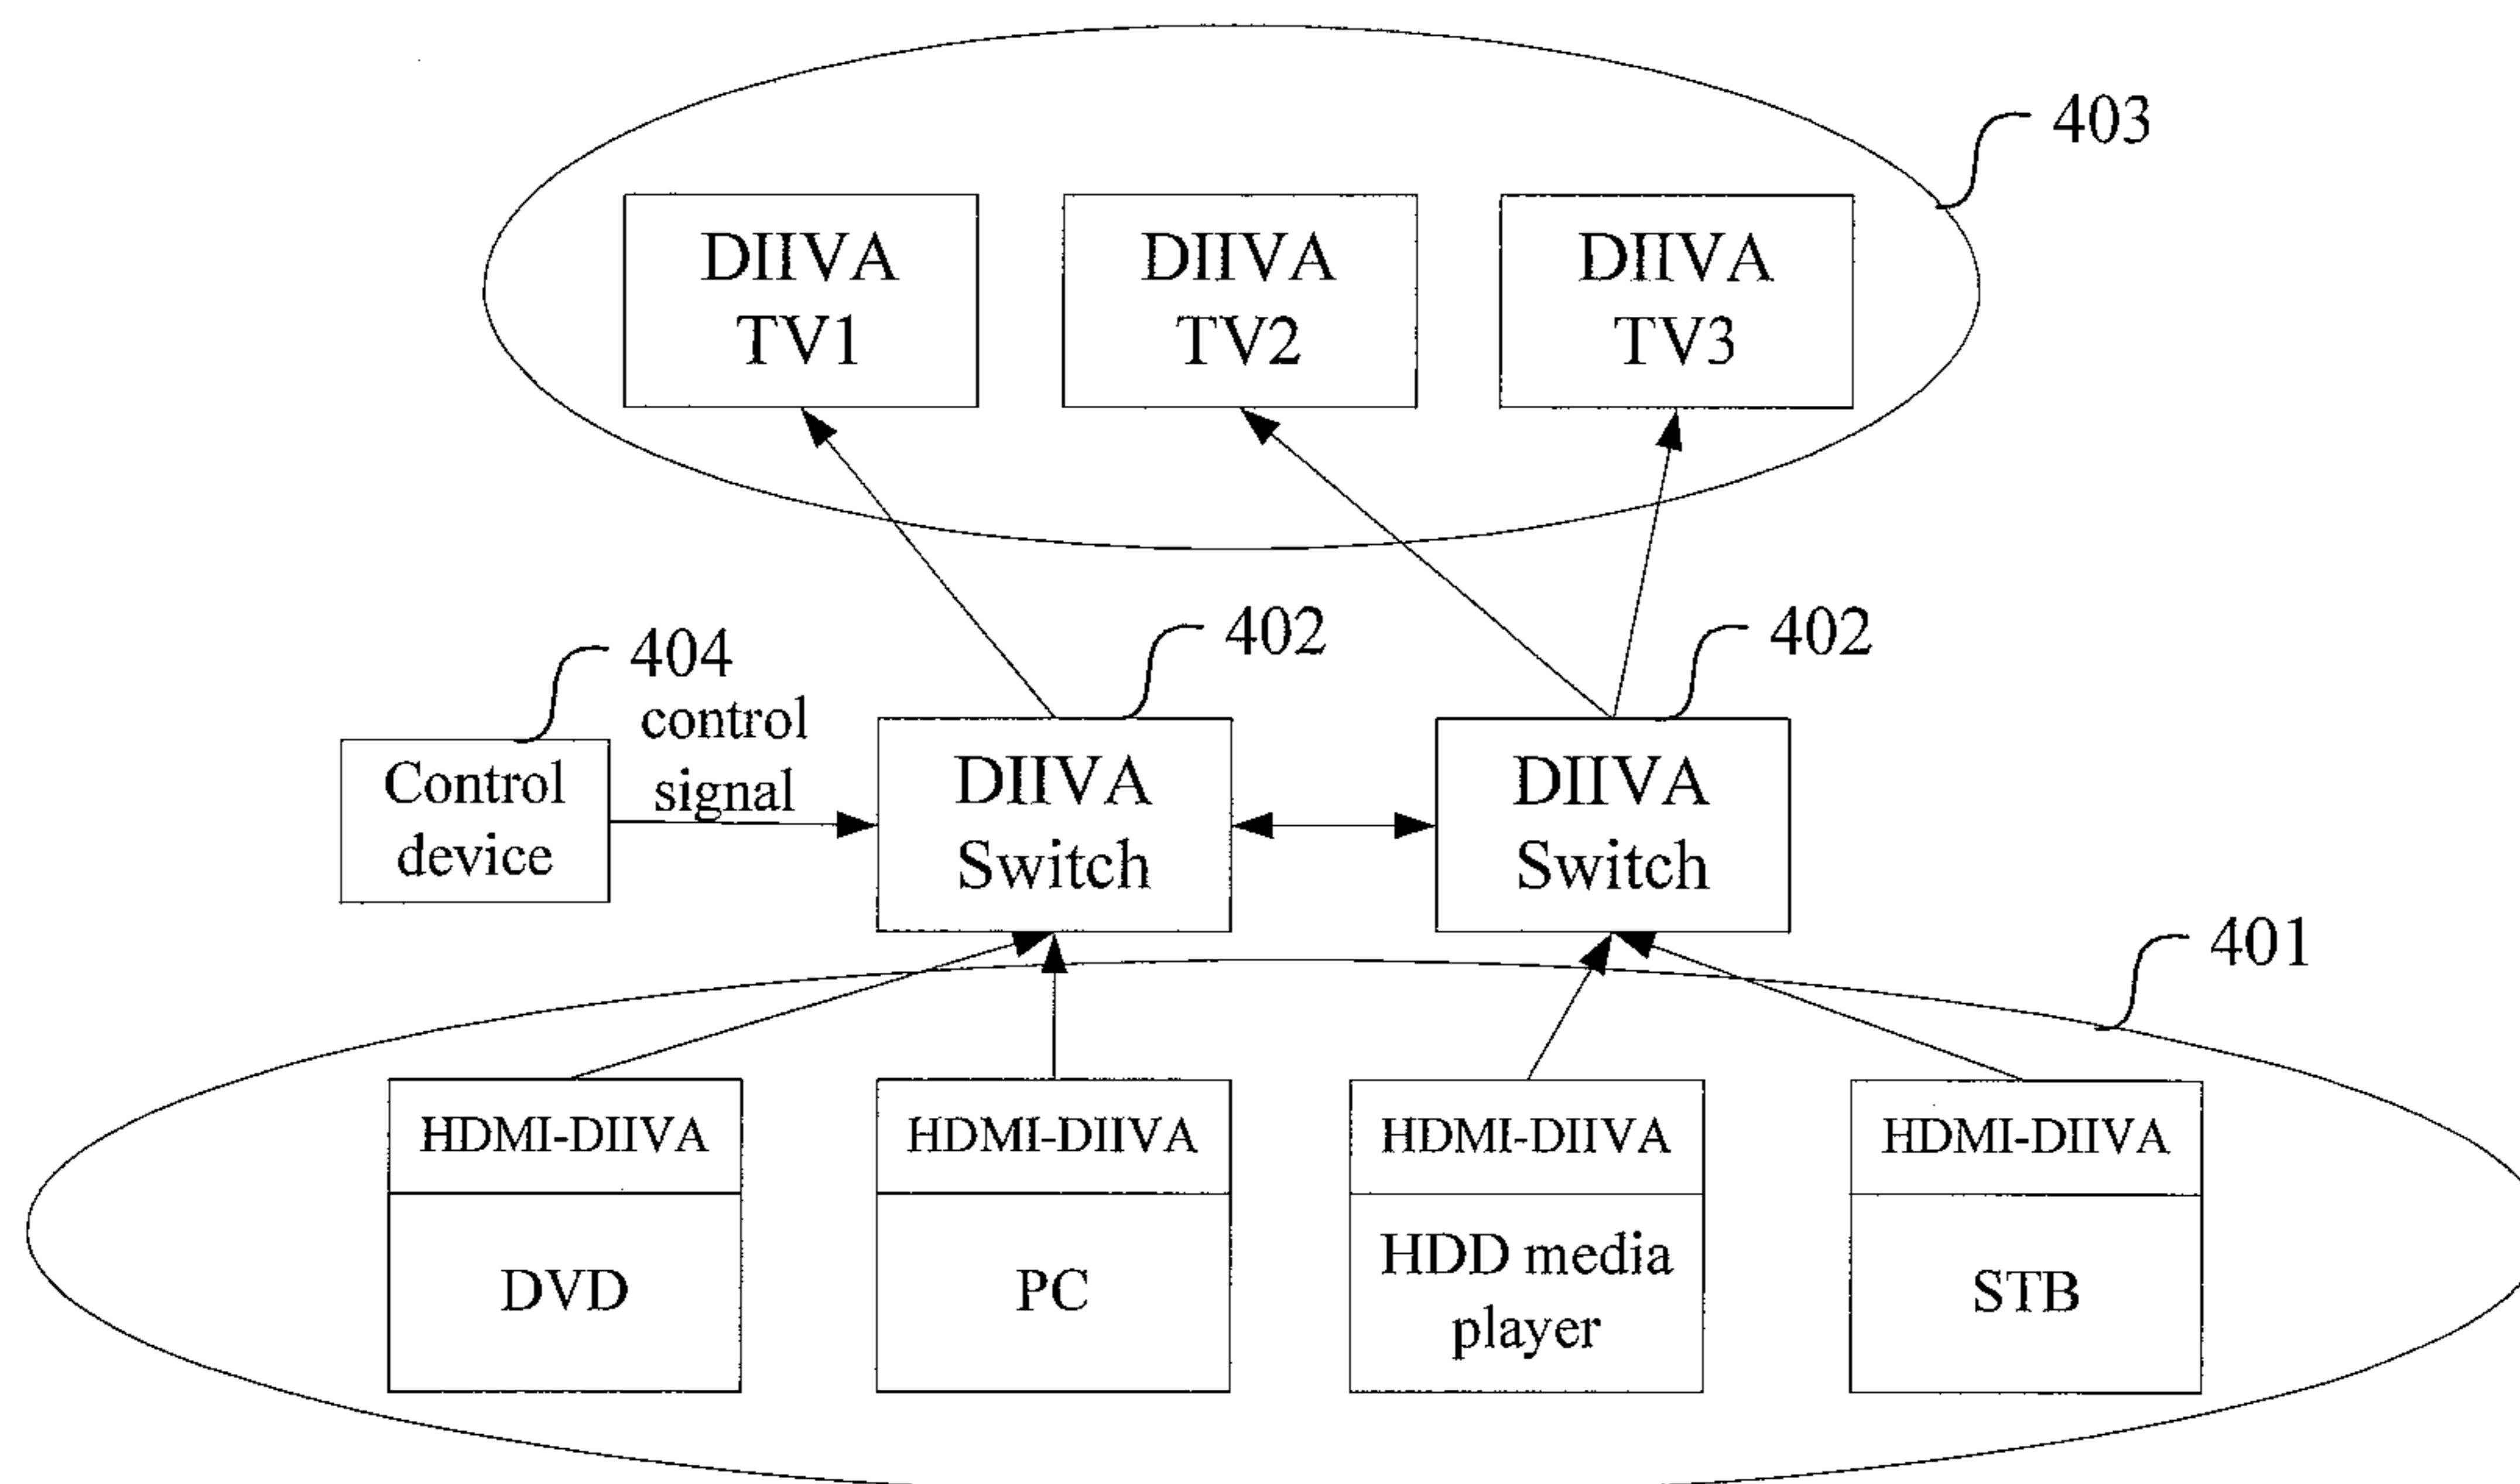 403
DIIVA
TV1
DIIVA
TV2
DIIVA
TV3
404
control
signal
402
402
Control
device
DIIVA
Switch
DIIVA
Switch
401
HDMI-DIIVA
DVD
HDMI-DIIVA
PC
HDMI-DIIVA
HDD media
player
HDMI-DIIVA
STB